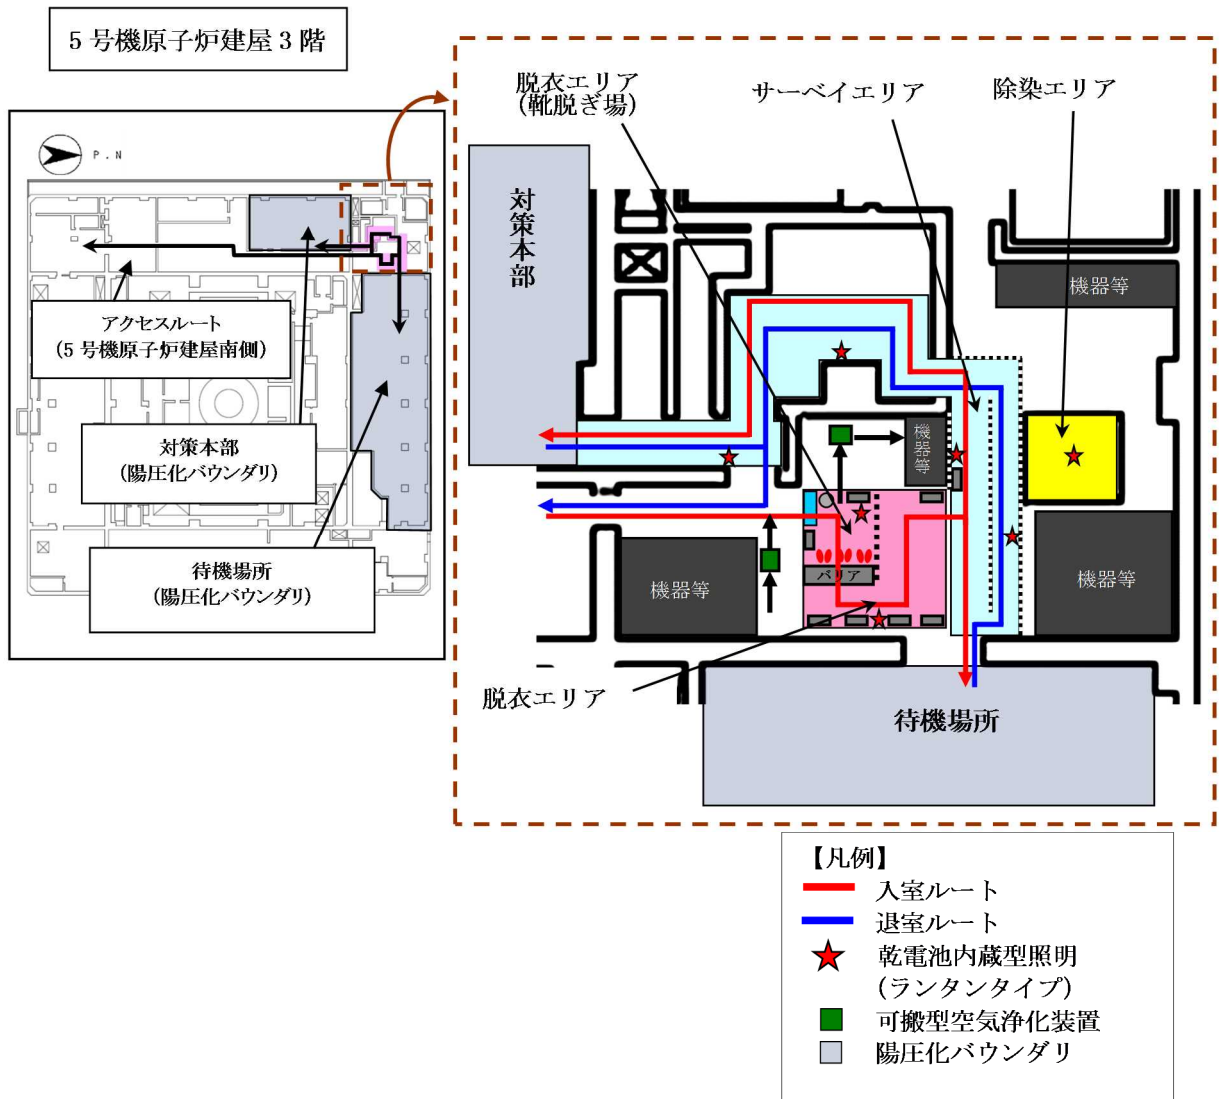 5号機原子炉建屋3階
P.N
アクセスルート
(5号機原子炉建屋南側)
対策本部
(陽圧化バウンダリ)
待機場所
(陽圧化バウンダリ)
脱衣エリア
(靴脱ぎ場)
サーベイエリア
除染エリア
対策本部
機器等
機器等
機器等
機器等
バリア
脱衣エリア
待機場所
【凡例】
入室ルート
退室ルート
乾電池内蔵型照明
(ランタンタイプ)
可搬型空気浄化装置
陽圧化バウンダリ